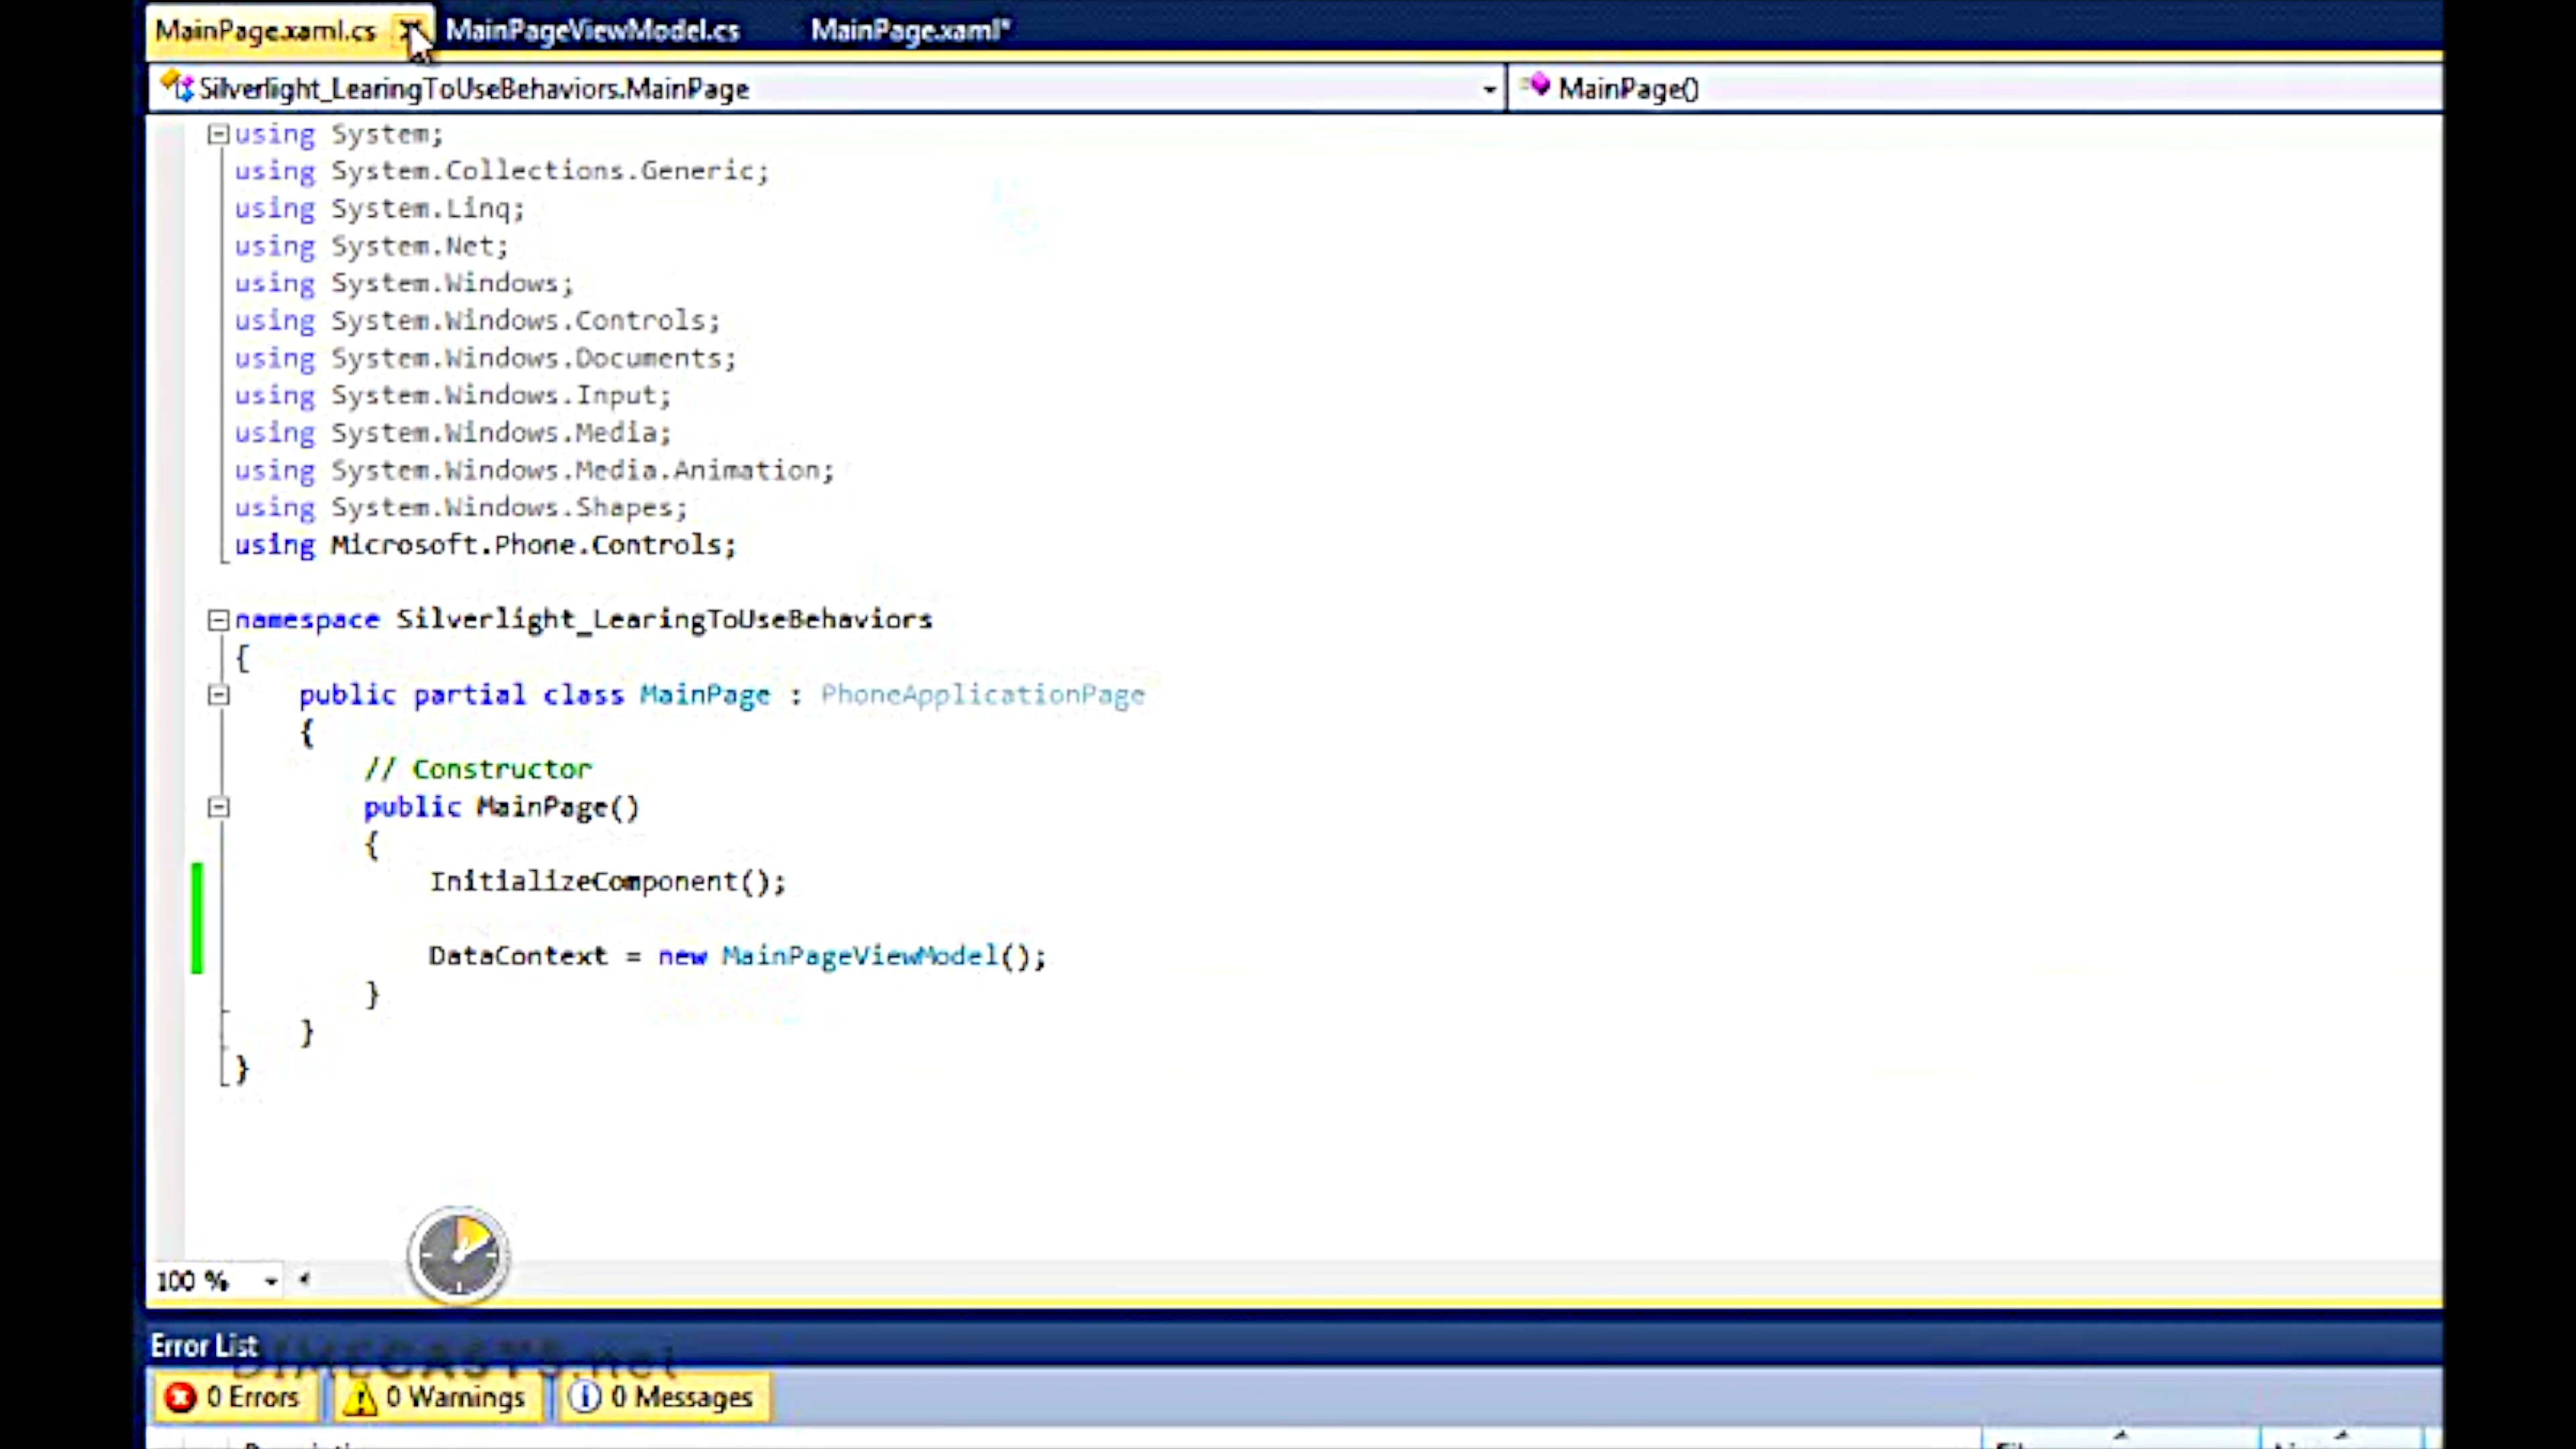 MainPage.xaml.cs MainPageViewModel.cs MainPage.xaml*
Silverlight_LearingToUseBehaviors.MainPage MainPage()
using System;
using System.Collections.Generic;
using System.Linq;
using System.Net;
using System.Windows;
using System.Windows.Controls;
using System.Windows.Documents;
using System.Windows.Input;
using System.Windows.Media;
using System.Windows.Media.Animation;
using System.Windows.Shapes;
using Microsoft.Phone.Controls;
namespace Silverlight_LearingToUseBehaviors
{
public partial class MainPage : PhoneApplicationPage
{
// Constructor
public MainPage()
{
InitializeComponent();
DataContext = new MainPageViewModel();
}
}
}
100 %
Error List
DIMECASTS.net
0 Errors 0 Warnings 0 Messages